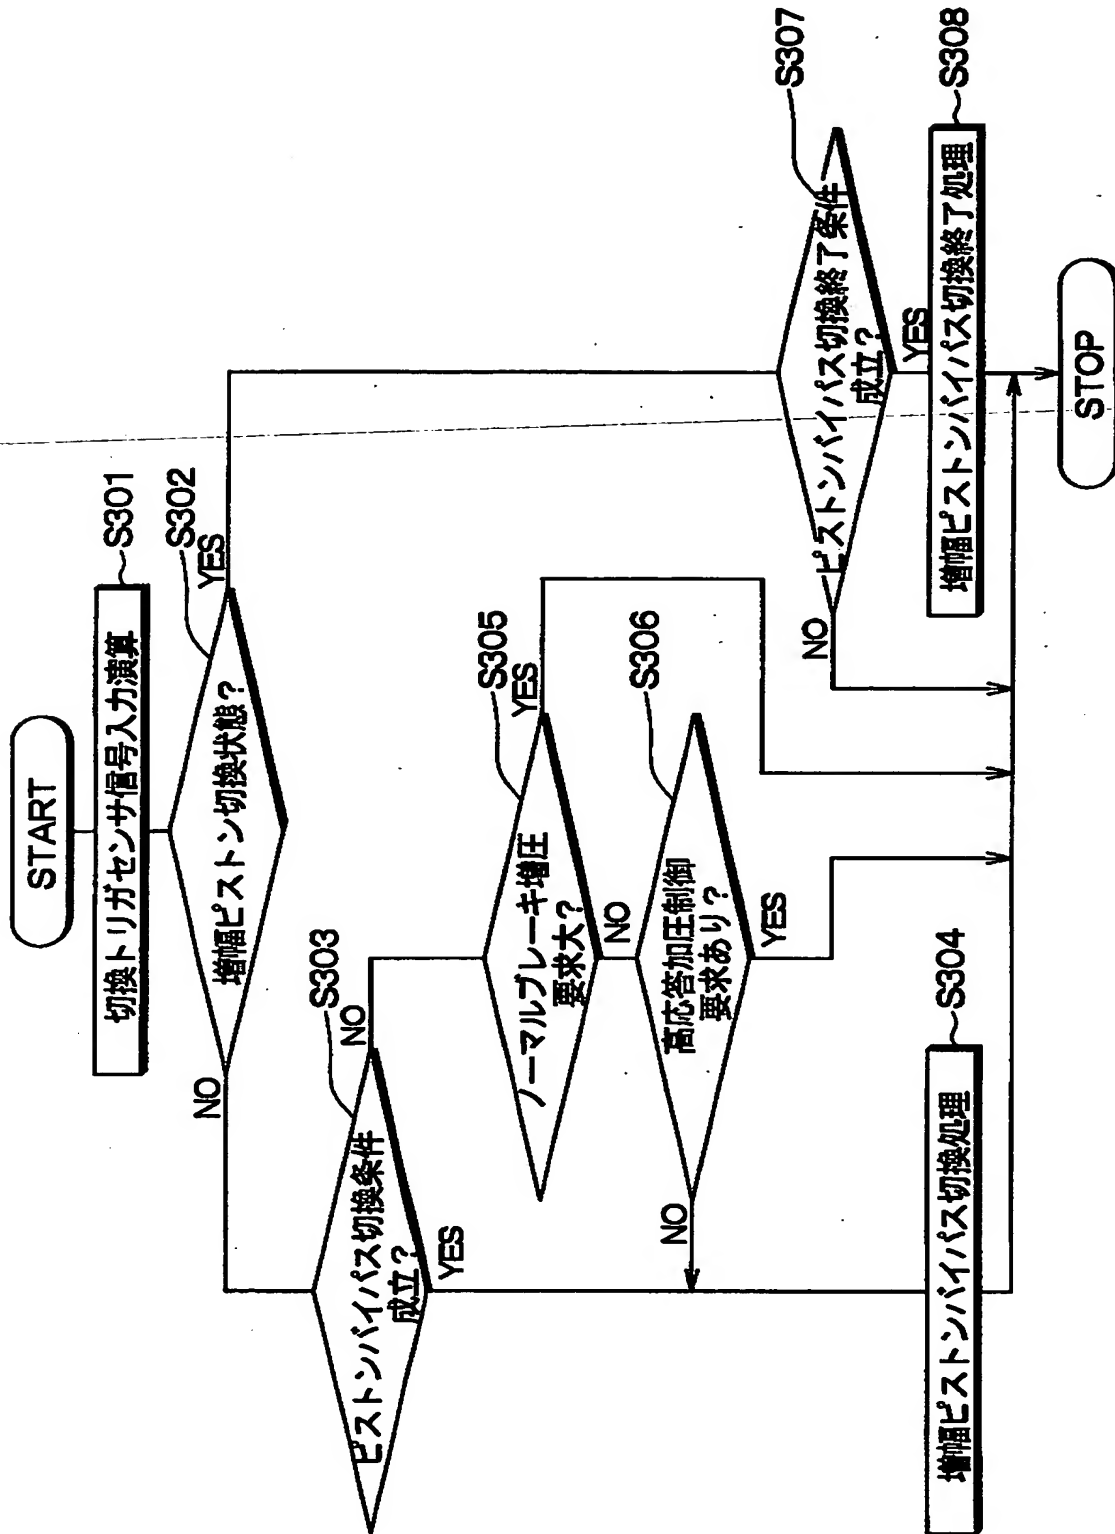 START
切換トリガセンサ信号入力演算
S301
増幅ピストン切換状態?
S302
YES
NO
ピストンバイパス切換条件
成立?
S303
NO
YES
ノーマルブレーキ増圧
要求大?
S305
YES
NO
高応答加圧制御
要求あり?
S306
NO
YES
増幅ピストンバイパス切換処理
S304
ピストンバイパス切換終了条件
成立?
S307
NO
YES
増幅ピストンバイパス切換終了処理
S308
STOP